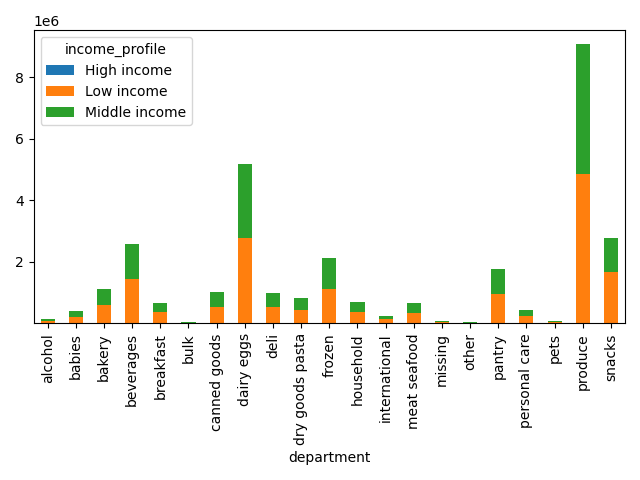 1e6
income_profile
High income
Low income
Middle income
8
6
4
2
alcohol
babies
bakery
beverages
breakfast
bulk
canned goods
dairy eggs
deli
dry goods pasta
frozen
household
international
meat seafood
missing
other
pantry
personal care
pets
produce
snacks
department